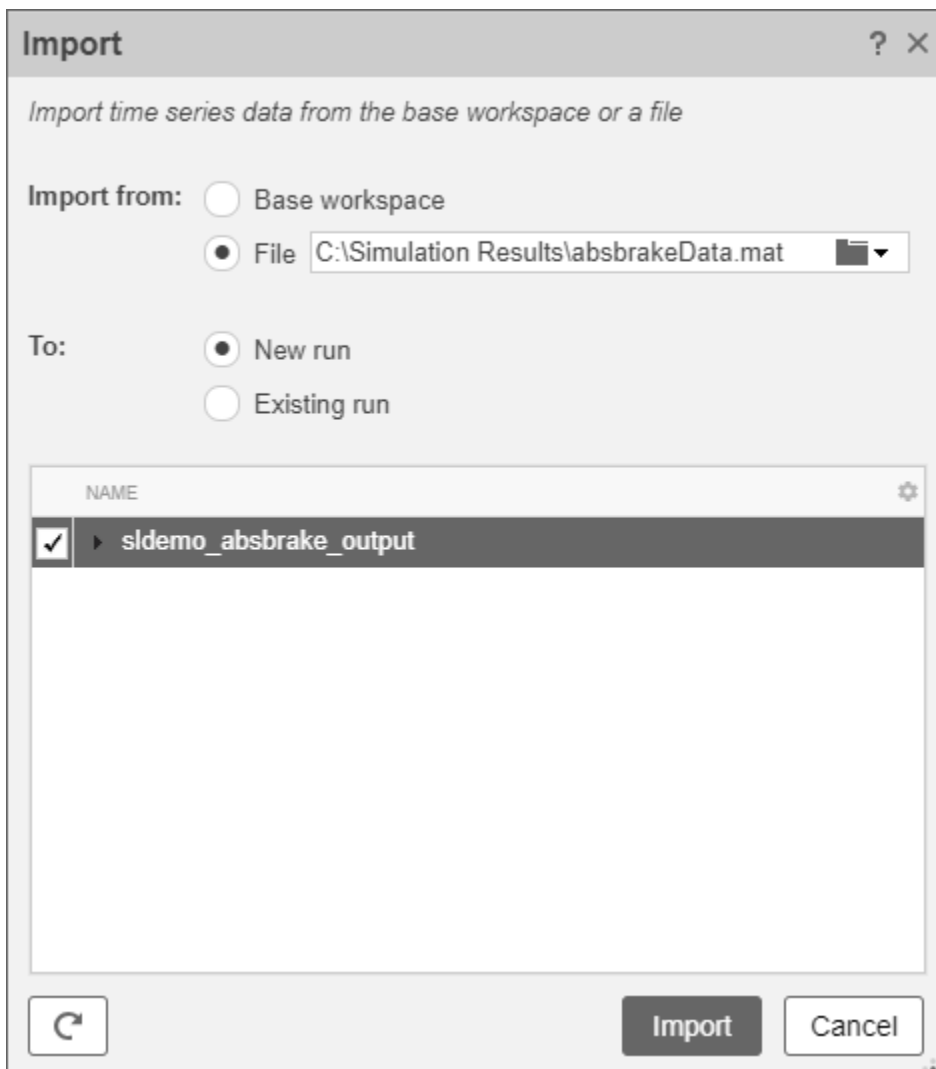 Import ? ×
Import time series data from the base workspace or a file
Import from: Base workspace
File C:\Simulation Results\absbrakeData.mat
To: New run
Existing run
NAME
sldemo_absbrake_output
Import Cancel